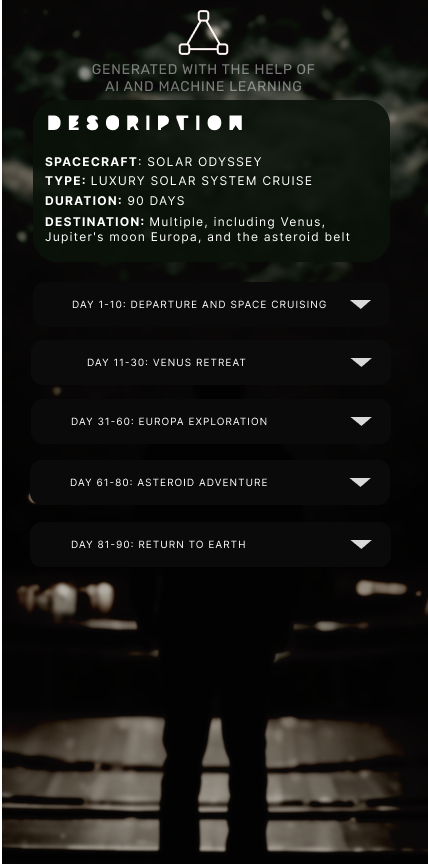 GENERATED WITH THE HELP OF
AI AND MACHINE LEARNING
DESCRIPTION
SPACECRAFT: SOLAR ODYSSEY
TYPE: LUXURY SOLAR SYSTEM CRUISE
DURATION: 90 DAYS
DESTINATION: Multiple, including Venus,
Jupiter's moon Europa, and the asteroid belt
DAY 1-10: DEPARTURE AND SPACE CRUISING
DAY 11-30: VENUS RETREAT
DAY 31-60: EUROPA EXPLORATION
DAY 61-80: ASTEROID ADVENTURE
DAY 81-90: RETURN TO EARTH